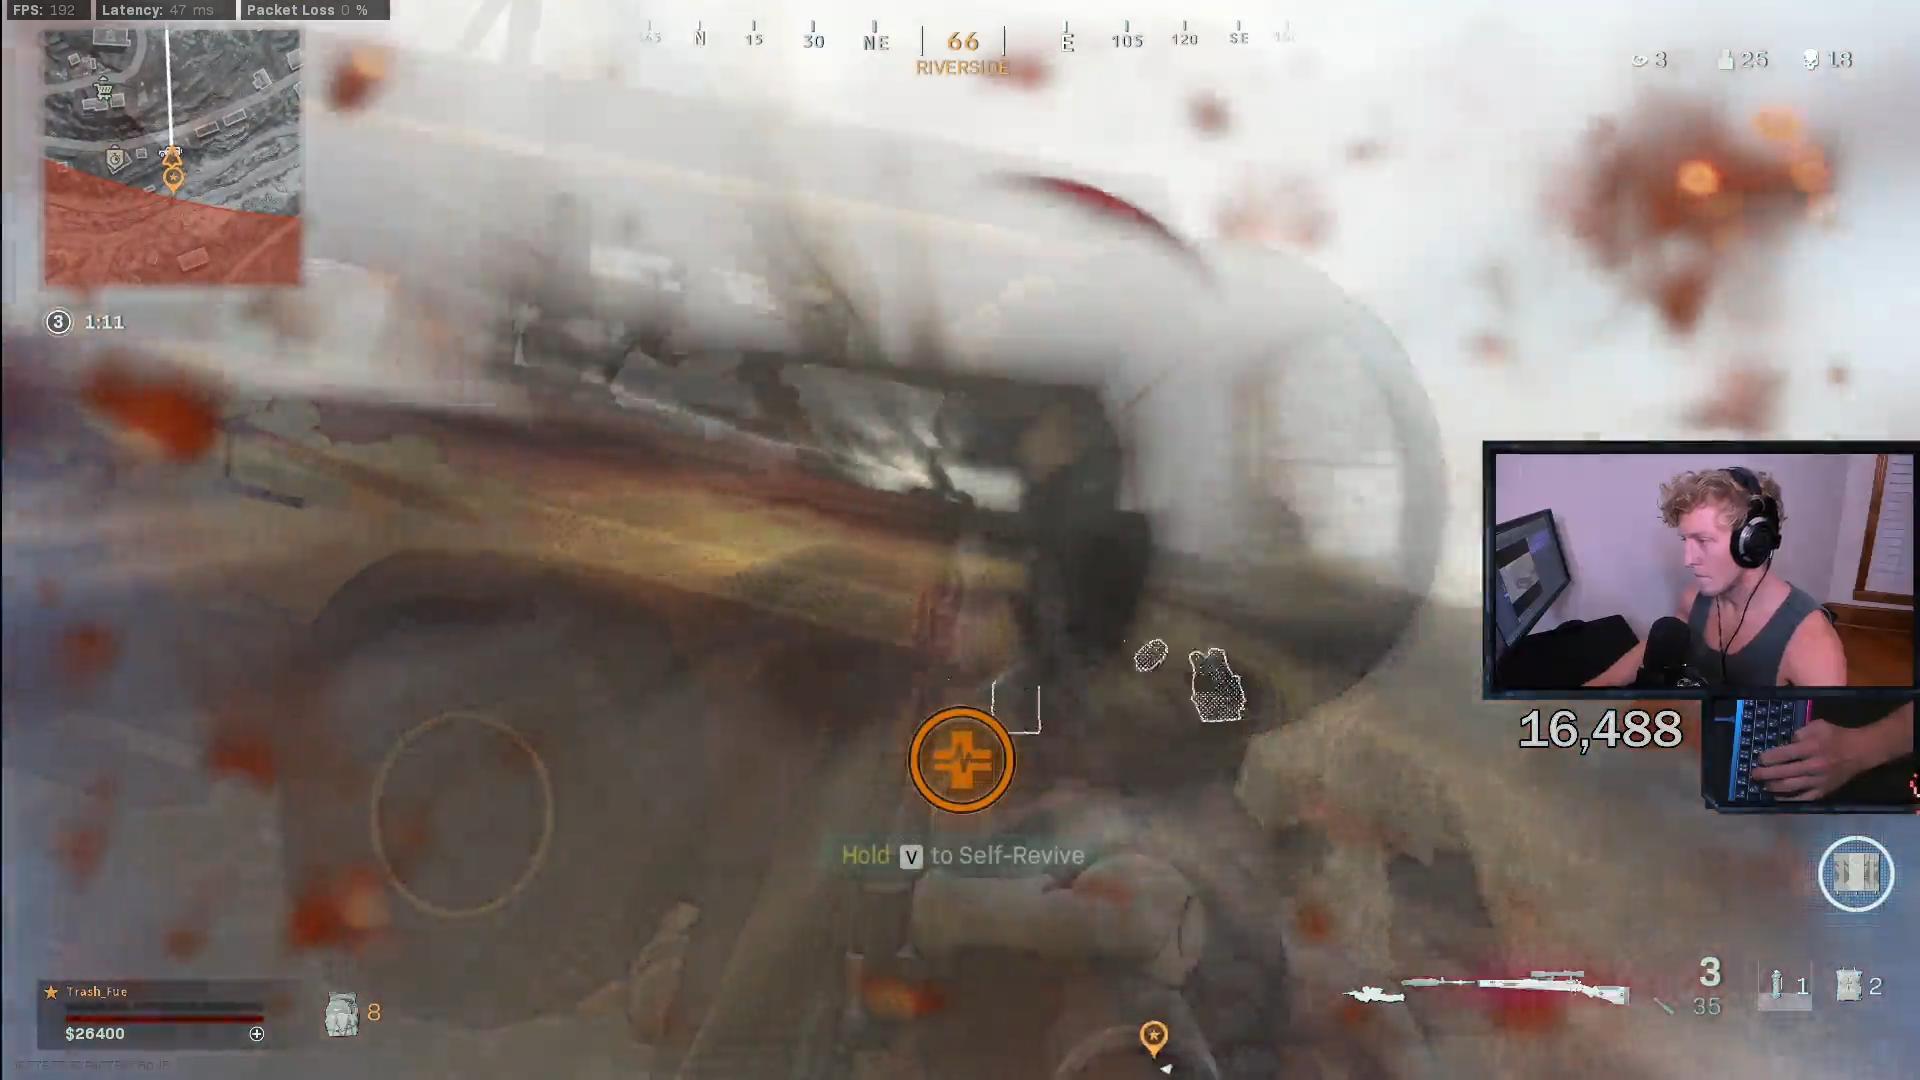 FPS: 192 Latency: 47 ms Packet Loss 0 %
N 15 30 NE 66 E 105 120 SE
RIVERSIDE
3 25 18
3 1:11
16,488
Hold V to Self-Revive
Trash_Fue
$26400
8
3
35
1 2